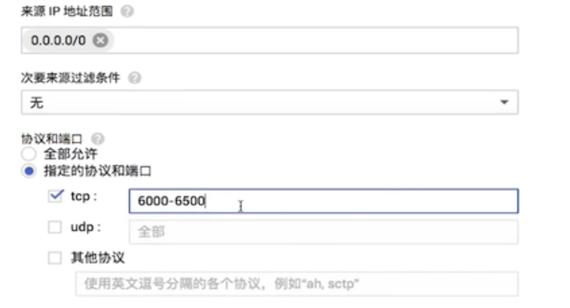 来源 IP 地址范围
0.0.0.0/0
次要来源过滤条件
无
协议和端口
全部允许
指定的协议和端口
tcp : 6000-6500
udp : 全部
其他协议
使用英文逗号分隔的各个协议，例如“ah, sctp”